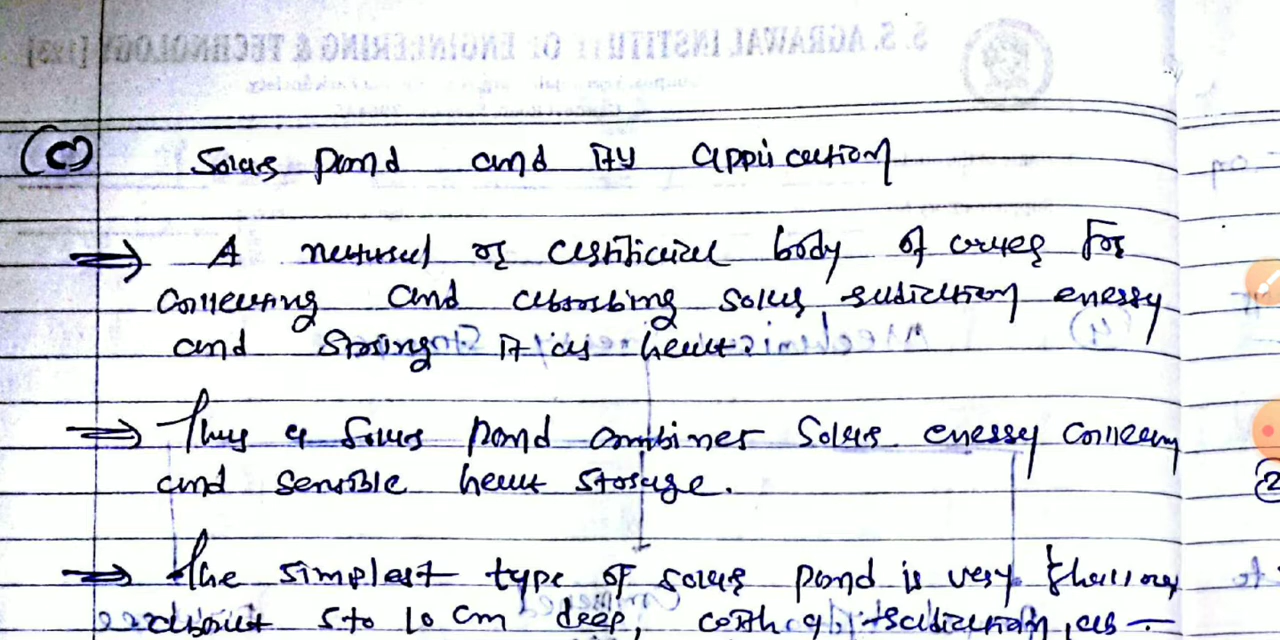 (C) Solar pond and its application
⇒ A natural or artificial body of water for
collecting and absorbing solar radiation energy
and storing it as heat.
⇒ Thus a solar pond combines solar energy
and sensible heat storage.
⇒ The simplest type of solar pond is very shallow
about 5 to 10 cm deep, with a